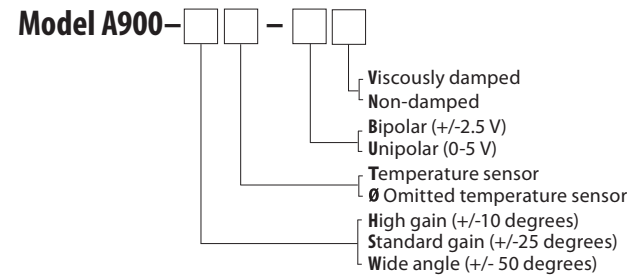 Model A900– –
Viscously damped
Non-damped
Bipolar (+/-2.5 V)
Unipolar (0-5 V)
Temperature sensor
Ø Omitted temperature sensor
High gain (+/-10 degrees)
Standard gain (+/-25 degrees)
Wide angle (+/- 50 degrees)